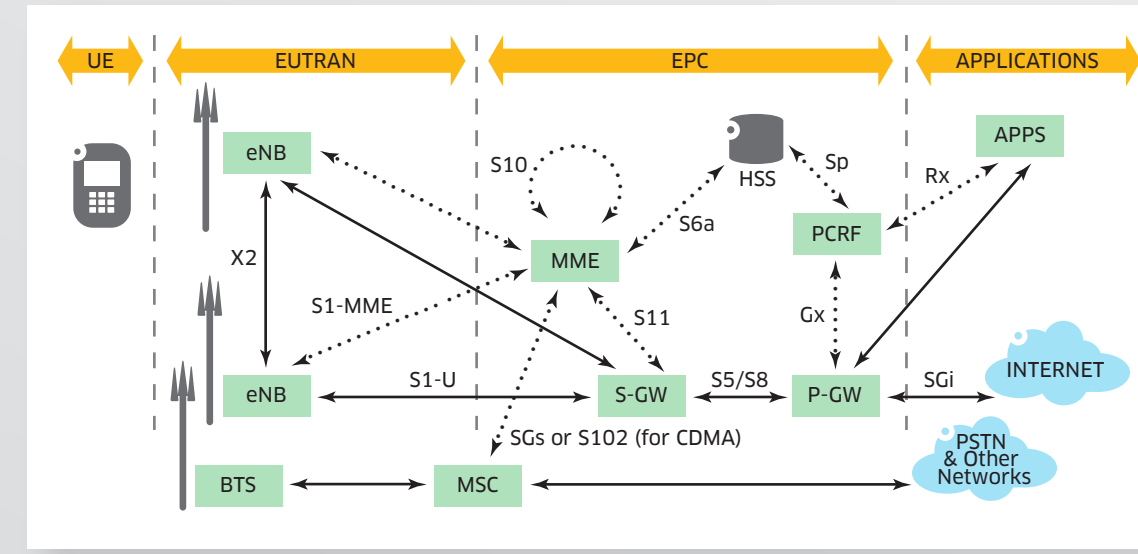 UE
EUTRAN
EPC
APPLICATIONS
eNB
S10
HSS
Sp
APPS
Rx
S6a
PCRF
X2
MME
S1-MME
S11
Gx
eNB
S1-U
S-GW
S5/S8
P-GW
SGi
INTERNET
SGs or S102 (for CDMA)
PSTN
& Other
Networks
BTS
MSC